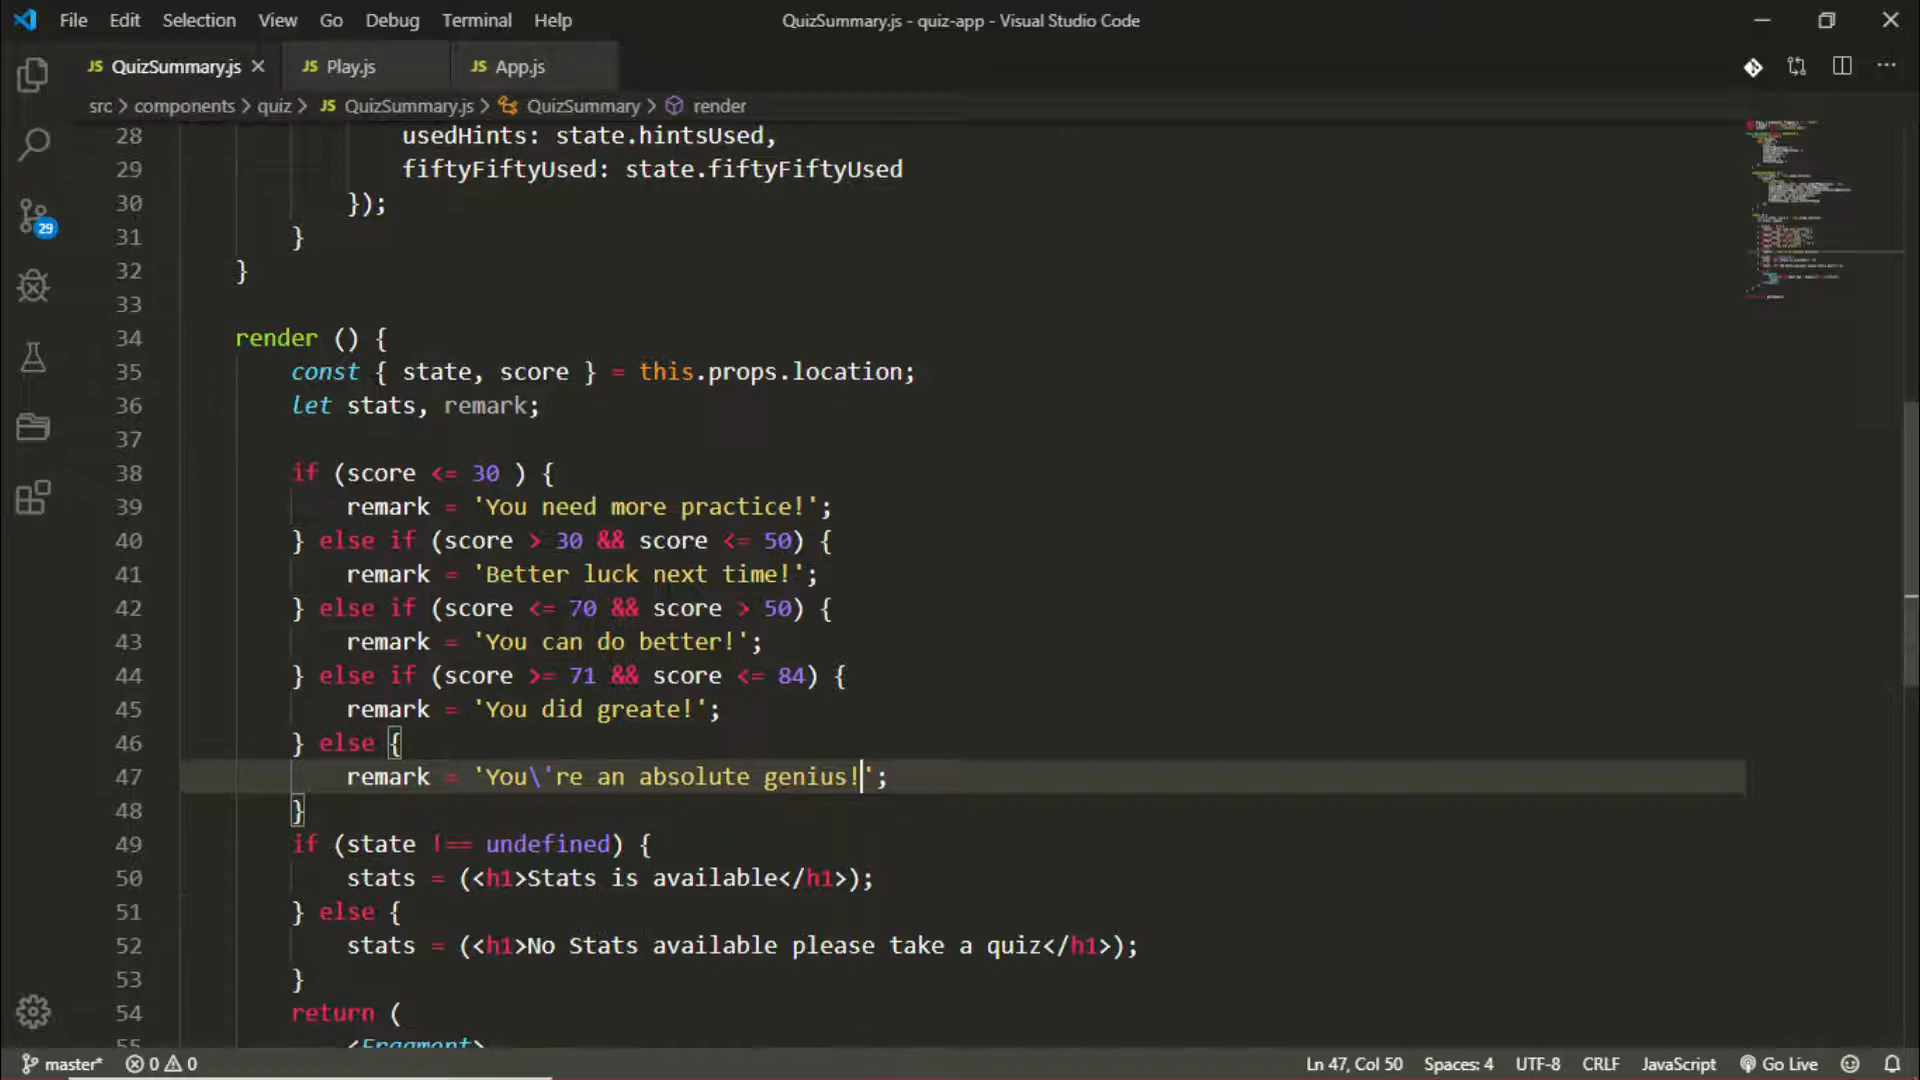 File Edit Selection View Go Debug Terminal Help
QuizSummary.js - quiz-app - Visual Studio Code
JS QuizSummary.js JS Play.js JS App.js
src > components > quiz > JS QuizSummary.js > QuizSummary > render
28 usedHints: state.hintsUsed,
29 fiftyFiftyUsed: state.fiftyFiftyUsed
30 });
31 }
32 }
33
34 render () {
35 const { state, score } = this.props.location;
36 let stats, remark;
37
38 if (score <= 30 ) {
39 remark = 'You need more practice!';
40 } else if (score > 30 && score <= 50) {
41 remark = 'Better luck next time!';
42 } else if (score <= 70 && score > 50) {
43 remark = 'You can do better!';
44 } else if (score >= 71 && score <= 84) {
45 remark = 'You did greate!';
46 } else {
47 remark = 'You\'re an absolute genius!';
48 }
49 if (state !== undefined) {
50 stats = (<h1>Stats is available</h1>);
51 } else {
52 stats = (<h1>No Stats available please take a quiz</h1>);
53 }
54 return (
55 <Fragment>
29
master* 0 0 Ln 47, Col 50 Spaces: 4 UTF-8 CRLF JavaScript Go Live